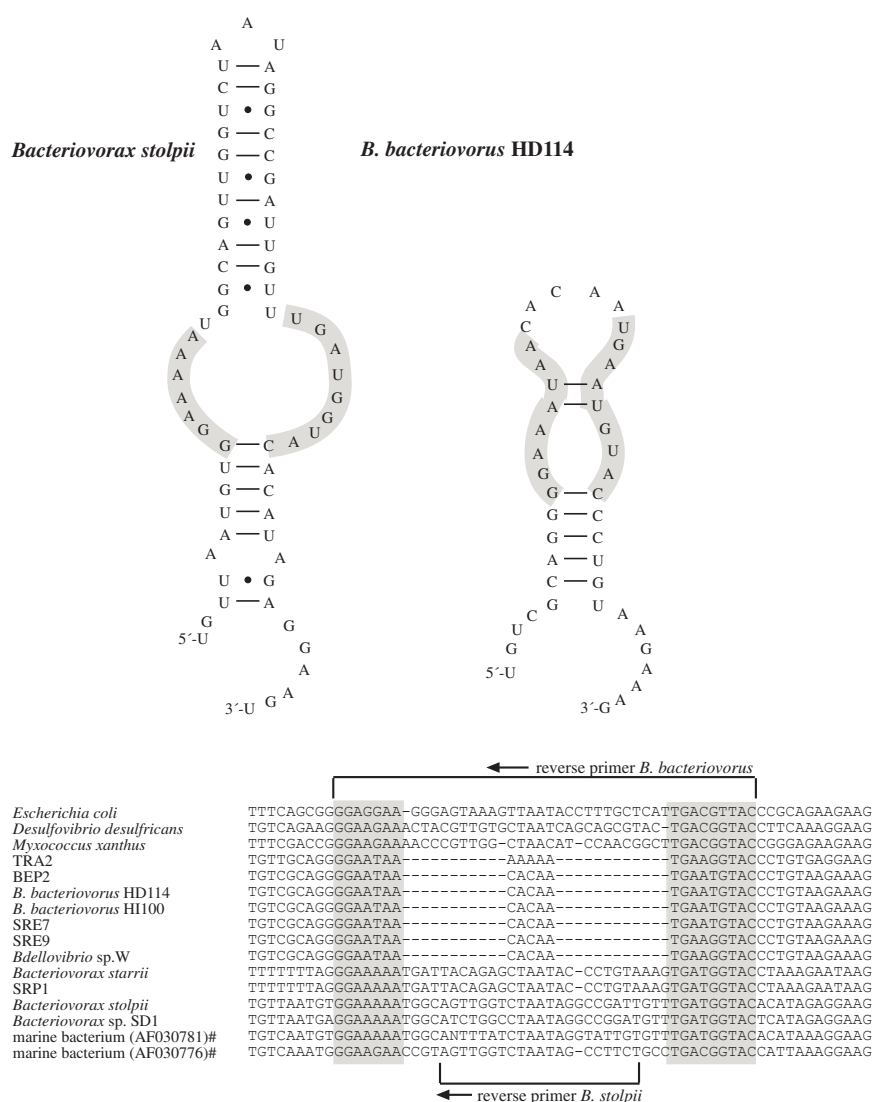 A
A U
U A
C G
U G
G C
Bacteriovorax stolpii
B. bacteriovorus HD114
G C
U G
U A
G U
A U
C G
G U
G U
U U
A G
A A
A U
A G
A G
G U
G C A
U A
G C
U A
A U
A A
U G
U A
G G
5´-U G
A
A
3´-U G
A C A A A
C U
A G
A A
U A
A U
A G
A U
G A
G C
G C
G C
A U
C G
G U
C A
U A
G G
5´-U A
A
3´-G A
reverse primer B. bacteriovorus
Escherichia coli TTTCAGCGGGGAGGAA-GGGAGTAAAGTTAATACCTTTGCTCATTGACGTTACCCGCAGAAGAAG
Desulfovibrio desulfricans TGTCAGAAGGGAAGAAACTACGTTGTGCTAATCAGCAGCGTAC-TGACGGTACCTTCAAAGGAAG
Myxococcus xanthus TTTCGACCGGGAAGAAAACCCGTTGG-CTAACAT-CCAACGGCTTGACGGTACCGGGAGAAGAAG
TRA2 TGTTGCAGGGGAATAA----------AAAAA-----------TGAAGGTACCCTGTGAGGAAG
BEP2 TGTCGCAGGGGAATAA----------CACAA-----------TGAATGTACCCTGTAAGAAAG
B. bacteriovorus HD114 TGTCGCAGGGGAATAA----------CACAA-----------TGAATGTACCCTGTAAGAAAG
B. bacteriovorus HI100 TGTCGCAGGGGAATAA----------CACAA-----------TGAATGTACCCTGTAAGAAAG
SRE7 TGTCGCAGGGGAATAA----------CACAA-----------TGAAGGTACCCTGTAAGAAAG
SRE9 TGTCGCAGGGGAATAA----------CACAA-----------TGAAGGTACCCTGTAAGAAAG
Bdellovibrio sp.W TGTCGCAGGGGAATAA----------CACAA-----------TGAAGGTACCCTGTAAGAAAG
Bacteriovorax starrii TTTTTTTAGGGAAAAATGATTACAGAGCTAATAC-CCTGTAAAGTGATGGTACCTAAAGAATAAG
SRP1 TTTTTTTAGGGAAAAATGATTACAGAGCTAATAC-CCTGTAAAGTGATGGTACCTAAAGAATAAG
Bacteriovorax stolpii TGTTAATGTGGAAAAATGGCAGTTGGTCTAATAGGCCGATTGTTTGATGGTACACATAGAGGAAG
Bacteriovorax sp. SD1 TGTTAATGAGGAAAAATGGCATCTGGCCTAATAGGCCGGATGTTTGATGGTACTCATAGAGGAAG
marine bacterium (AF030781)# TGTCAATGTGGAAAAATGGCANTTTATCTAATAGGTATTGTGTTTGATGGTACACATAAAGGAAG
marine bacterium (AF030776)# TGTCAAATGGGAAGAACCGTAGTTGGTCTAATAG-CCTTCTGCCTGACGGTACCATTAAAGGAAG
reverse primer B. stolpii